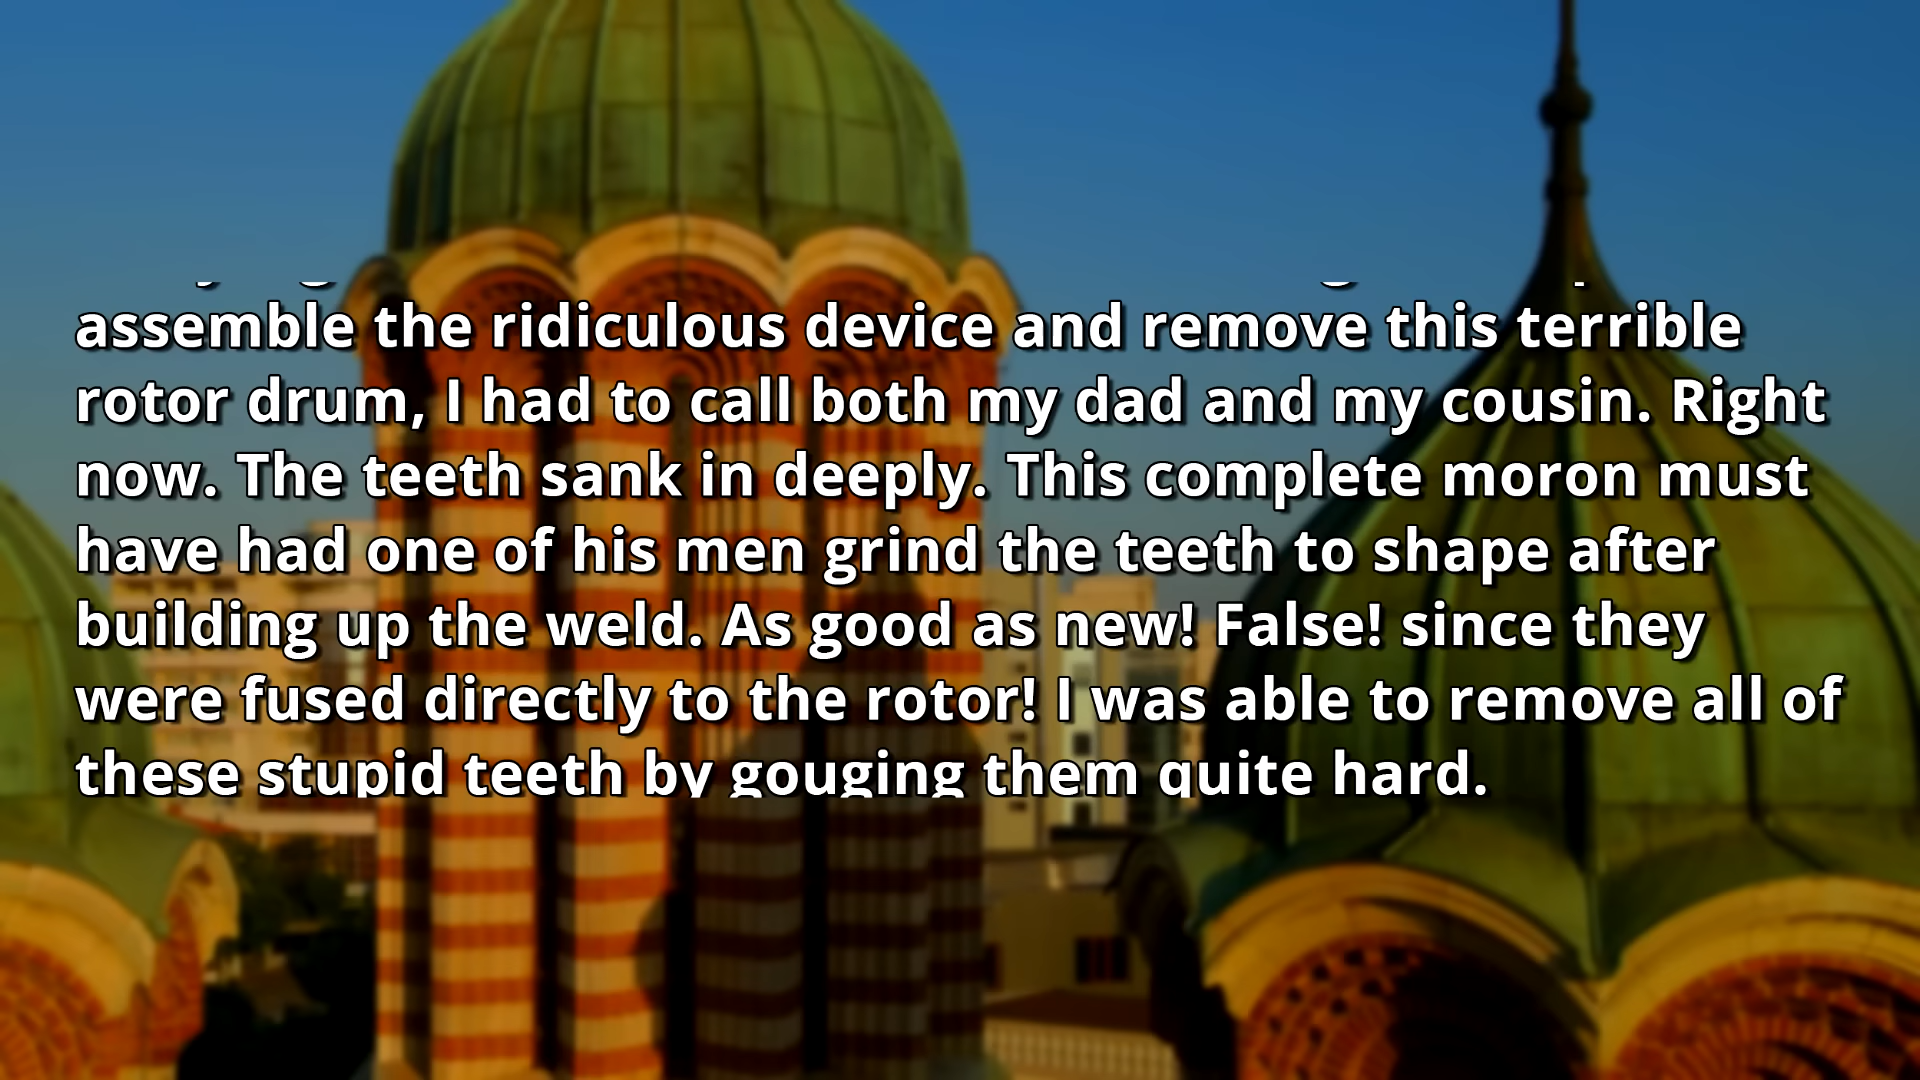 assemble the ridiculous device and remove this terrible
rotor drum, I had to call both my dad and my cousin. Right
now. The teeth sank in deeply. This complete moron must
have had one of his men grind the teeth to shape after
building up the weld. As good as new! False! since they
were fused directly to the rotor! I was able to remove all of
these stupid teeth by gouging them quite hard.